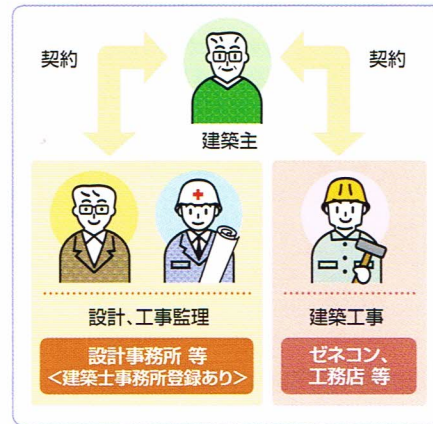 契約
契約
建築主
設計、工事監理
設計事務所 等
<建築士事務所登録あり>
建築工事
ゼネコン、
工務店 等